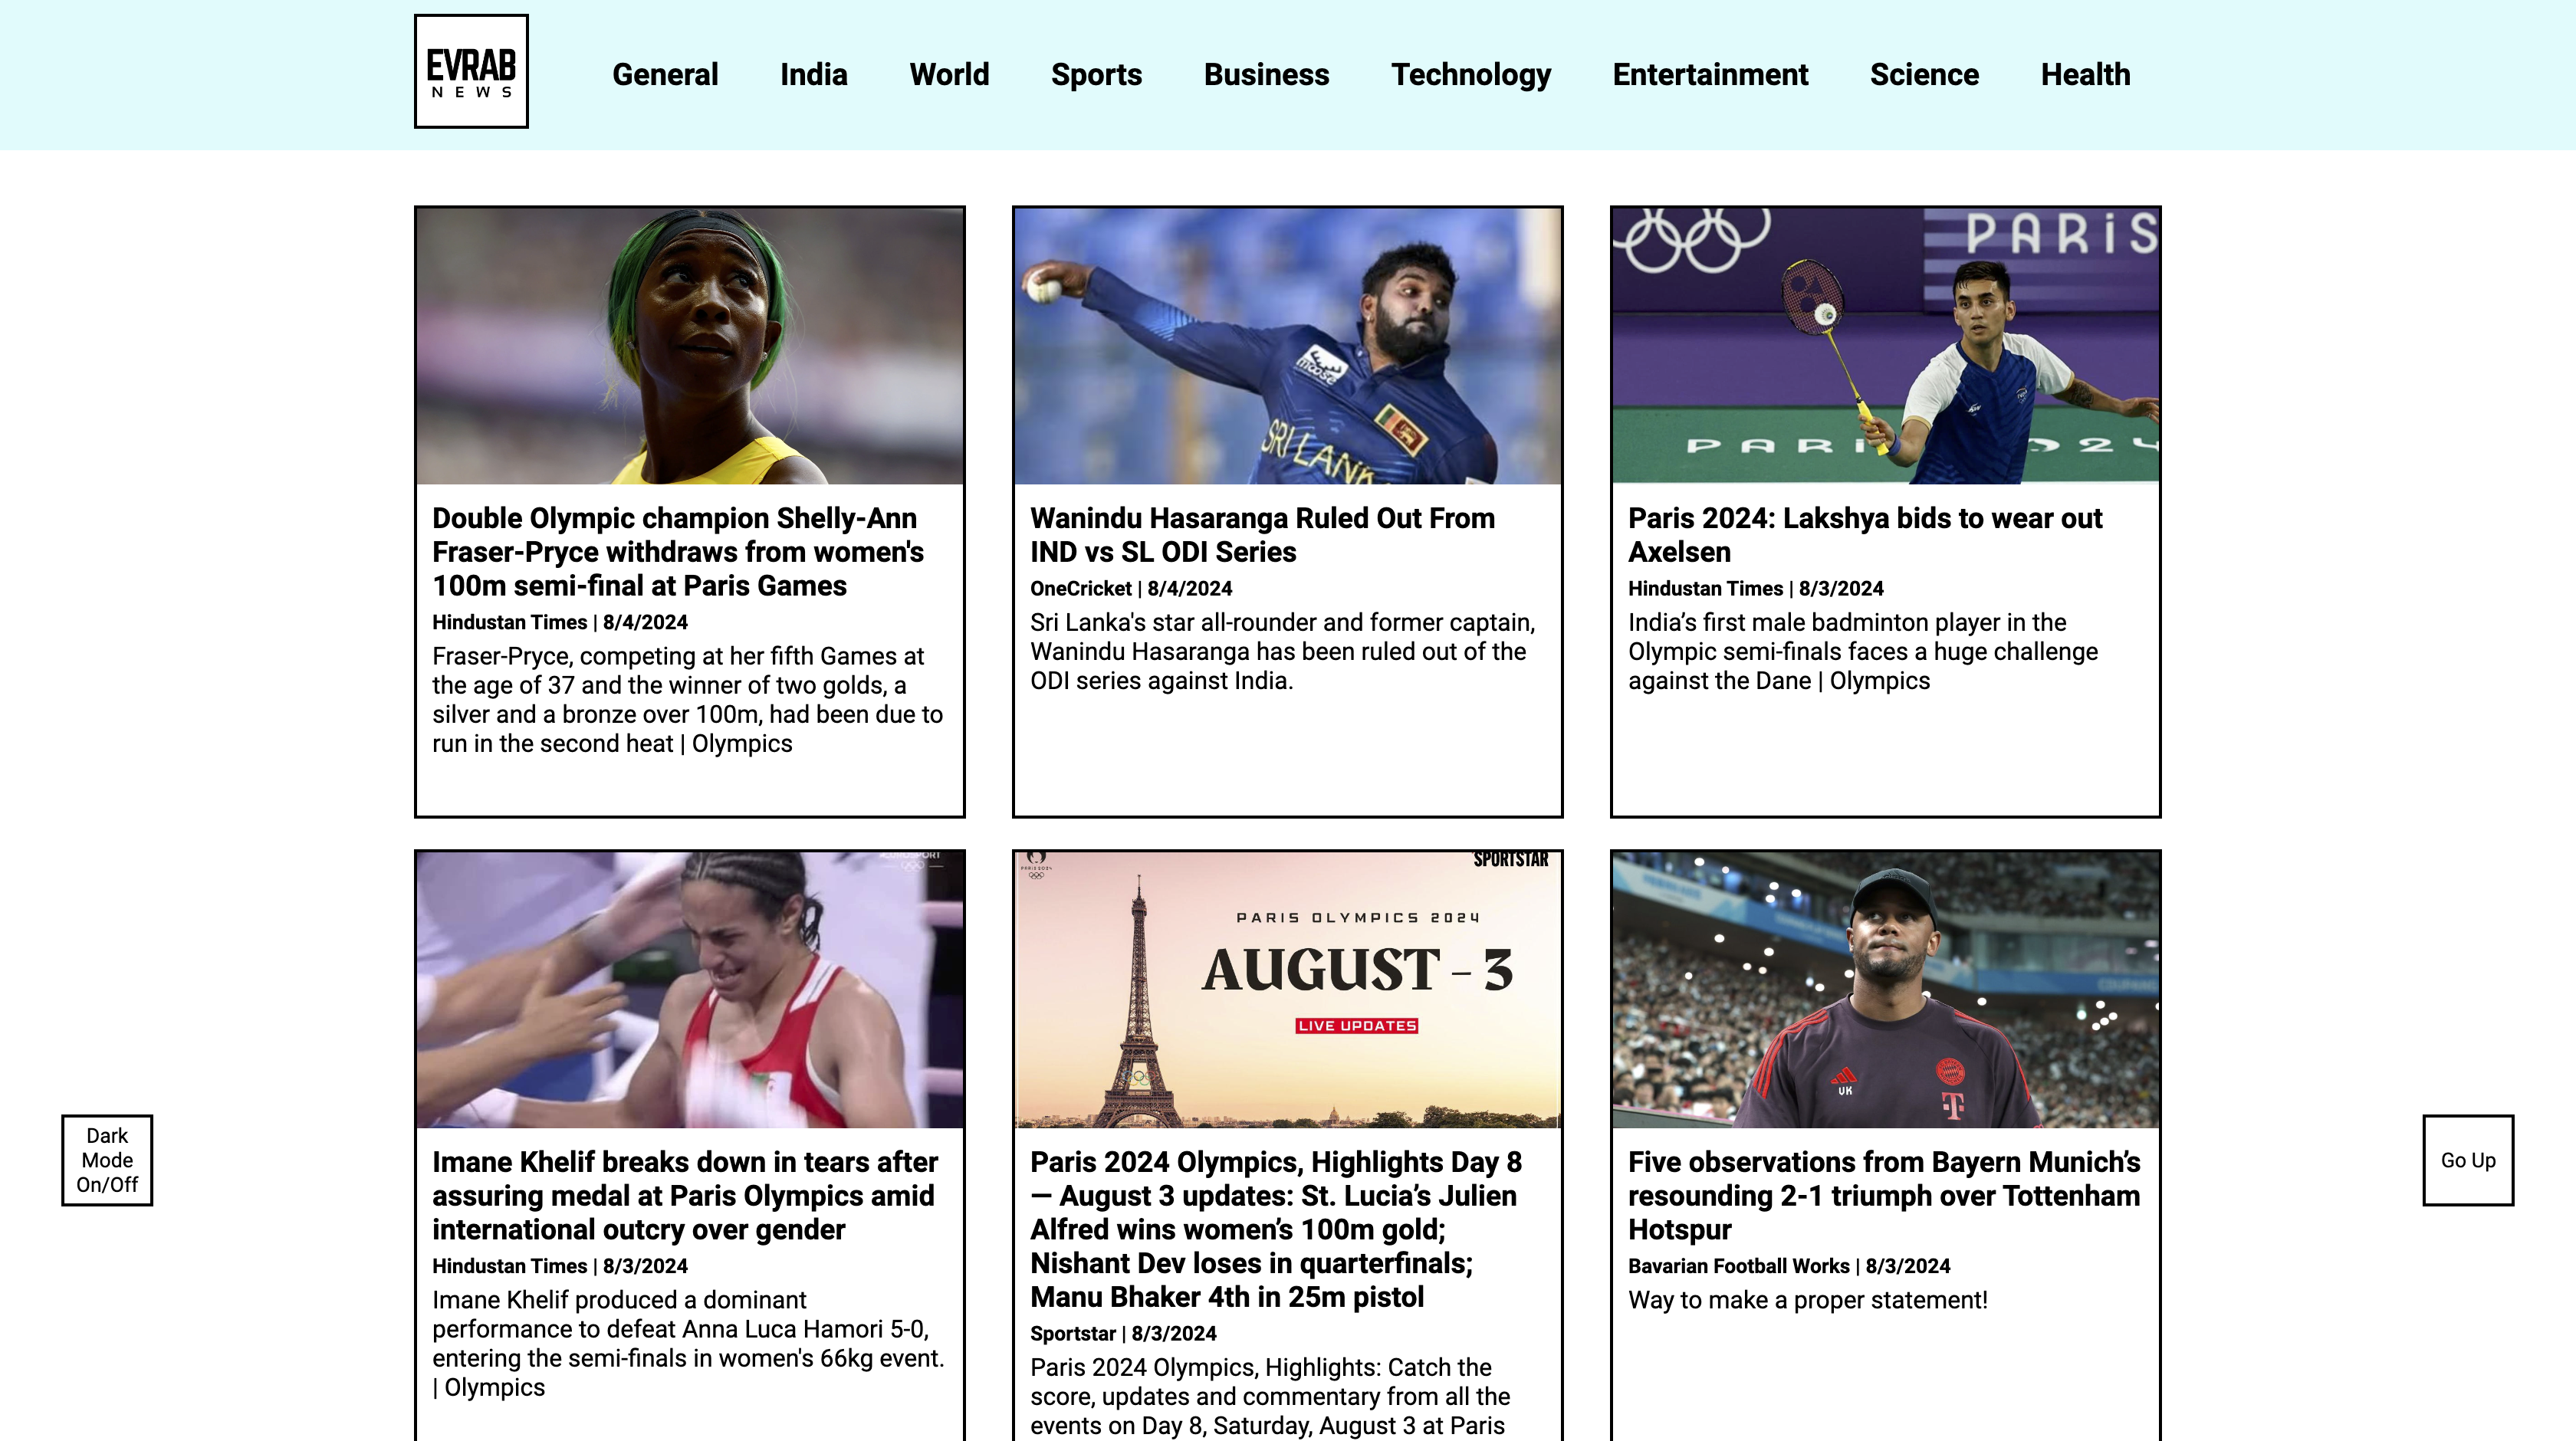 EVRAB
NEWS
General
India
World
Sports
Business
Technology
Entertainment
Science
Health
moose
SRI LANK
PARIS
Double Olympic champion Shelly-Ann
Fraser-Pryce withdraws from women's
100m semi-final at Paris Games
Hindustan Times | 8/4/2024
Fraser-Pryce, competing at her fifth Games at
the age of 37 and the winner of two golds, a
silver and a bronze over 100m, had been due to
run in the second heat | Olympics
Wanindu Hasaranga Ruled Out From
IND vs SL ODI Series
OneCricket | 8/4/2024
Sri Lanka's star all-rounder and former captain,
Wanindu Hasaranga has been ruled out of the
ODI series against India.
Paris 2024: Lakshya bids to wear out
Axelsen
Hindustan Times | 8/3/2024
India’s first male badminton player in the
Olympic semi-finals faces a huge challenge
against the Dane | Olympics
SPORTSTAR
PARIS OLYMPICS 2024
AUGUST – 3
LIVE UPDATES
VK
T
Imane Khelif breaks down in tears after
assuring medal at Paris Olympics amid
international outcry over gender
Hindustan Times | 8/3/2024
Imane Khelif produced a dominant
performance to defeat Anna Luca Hamori 5-0,
entering the semi-finals in women's 66kg event.
| Olympics
Paris 2024 Olympics, Highlights Day 8
— August 3 updates: St. Lucia’s Julien
Alfred wins women’s 100m gold;
Nishant Dev loses in quarterfinals;
Manu Bhaker 4th in 25m pistol
Sportstar | 8/3/2024
Paris 2024 Olympics, Highlights: Catch the
score, updates and commentary from all the
events on Day 8, Saturday, August 3 at Paris
Five observations from Bayern Munich’s
resounding 2-1 triumph over Tottenham
Hotspur
Bavarian Football Works | 8/3/2024
Way to make a proper statement!
Dark
Mode
On/Off
Go Up